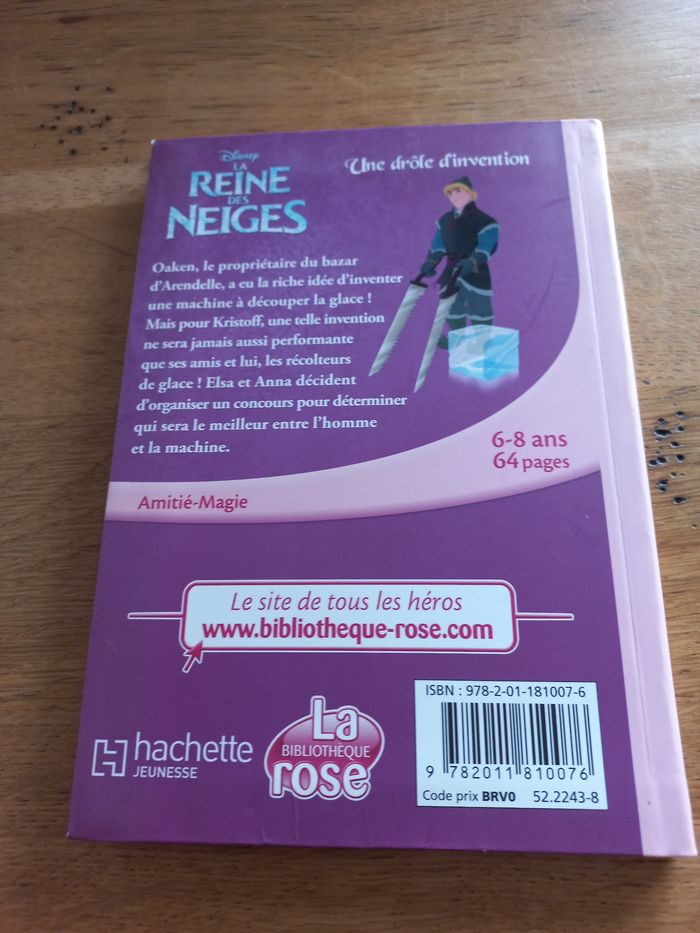 Disney
LA
REINE
DES
NEIGES
Une drôle d'invention
Oaken, le propriétaire du bazar
d'Arendelle, a eu la riche idée d'inventer
une machine à découper la glace !
Mais pour Kristoff, une telle invention
ne sera jamais aussi performante
que ses amis et lui, les récolteurs
de glace ! Elsa et Anna décident
d'organiser un concours pour déterminer
qui sera le meilleur entre l'homme
et la machine.
6-8 ans
64 pages
Amitié-Magie
Le site de tous les héros
www.bibliotheque-rose.com
hachette
JEUNESSE
La
BIBLIOTHÈQUE
rose
ISBN : 978-2-01-181007-6
9 782011 810076
Code prix BRV0 52.2243-8